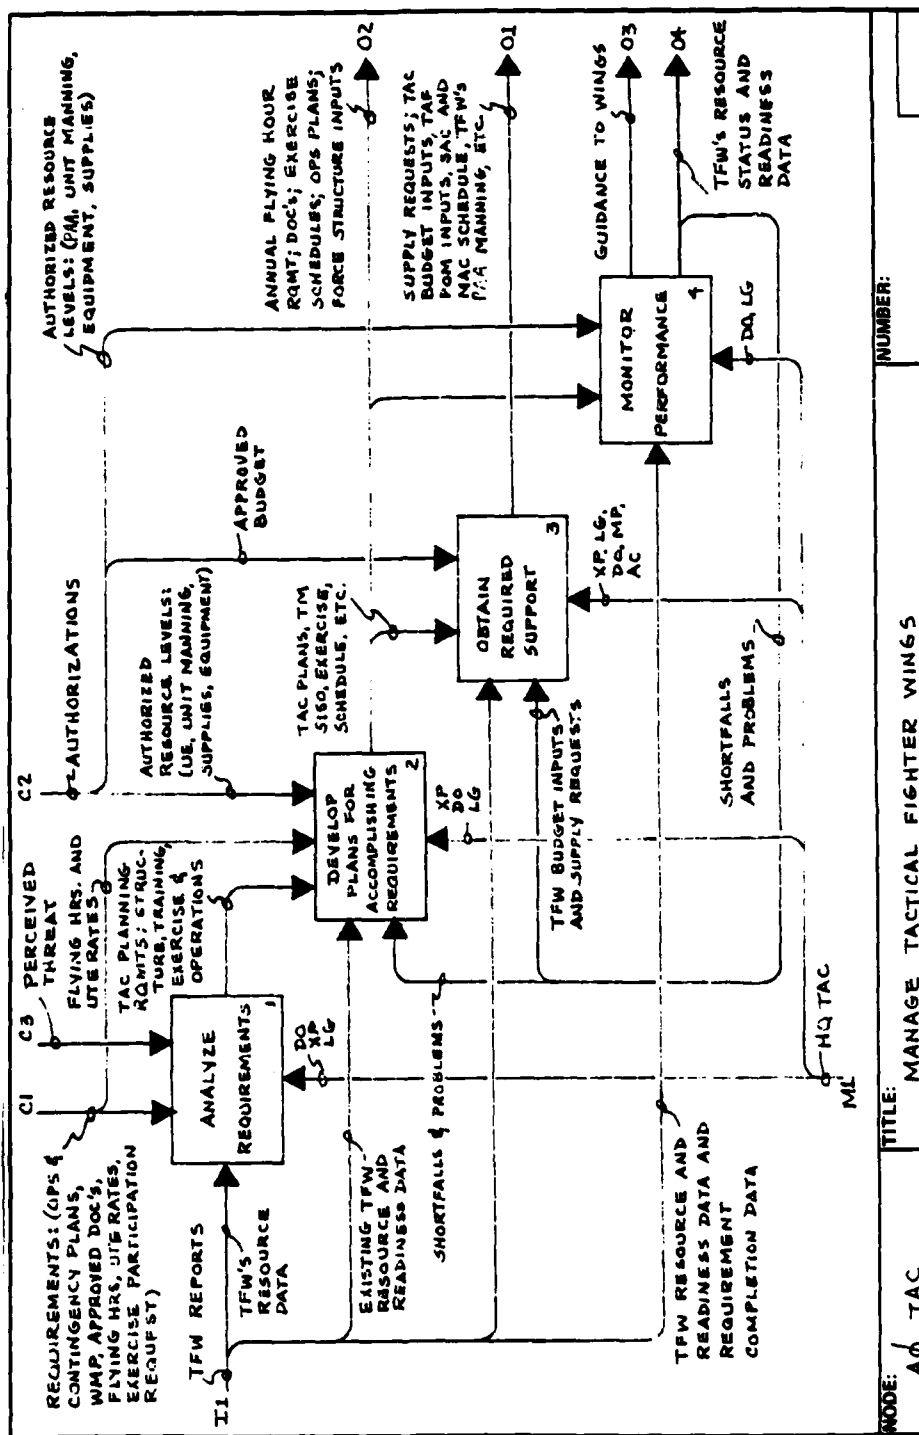 C1
C3 PERCEIVED
THREAT
C2
AUTHORIZATIONS
REQUIREMENTS: (OPS &
CONTINGENCY PLANS,
WMP, APPROVED DOC'S,
FLYING HRS, UTE RATES,
EXERCISE PARTICIPATION
REQUEST)
FLYING HRS. AND
UTE RATES
TAC PLANNING
RQMTS; STRUC-
TURE, TRAINING,
EXERCISE &
OPERATIONS
AUTHORIZED
RESOURCE LEVELS:
(UE, UNIT MANNING,
SUPPLIES, EQUIPMENT)
APPROVED
BUDGET
AUTHORIZED RESOURCE
LEVELS: (PAA, UNIT MANNING,
EQUIPMENT, SUPPLIES)
I1
TFW REPORTS
TFW'S
RESOURCE
DATA
ANALYZE
REQUIREMENTS
1
DO
XP
LG
EXISTING TFW
RESOURCE AND
READINESS DATA
SHORTFALLS & PROBLEMS
DEVELOP
PLANS FOR
ACCOMPLISHING
REQUIREMENTS
2
XP
DO
LG
TAC PLANS, TM
5160, EXERCISE,
SCHEDULE, ETC.
OBTAIN
REQUIRED
SUPPORT
3
XP, LG,
DO, MP,
AC
TFW BUDGET INPUTS
AND SUPPLY REQUESTS
ANNUAL FLYING HOUR
RQMT; DOC'S; EXERCISE
SCHEDULES; OPS PLANS;
FORCE STRUCTURE INPUTS
O2
SUPPLY REQUESTS; TAC
BUDGET INPUTS, TAF
POM INPUTS, SAC AND
MAC SCHEDULE, TFW'S
PAA MANNING, ETC.
O1
MONITOR
PERFORMANCE
4
DO, LG
GUIDANCE TO WINGS
O3
O4
TFW'S RESOURCE
STATUS AND
READINESS
DATA
SHORTFALLS
AND PROBLEMS
TFW RESOURCE AND
READINESS DATA AND
REQUIREMENT
COMPLETION DATA
HQ TAC
M1
NODE: A0 TAC
TITLE: MANAGE TACTICAL FIGHTER WINGS
NUMBER: